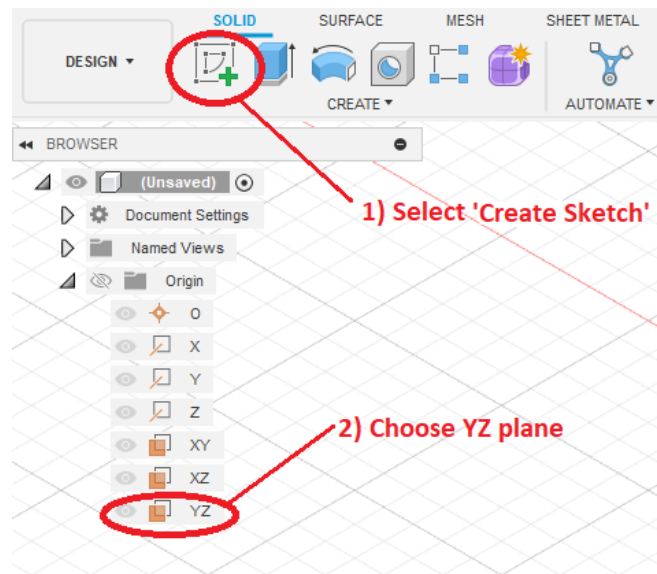 SOLID SURFACE MESH SHEET METAL
DESIGN
CREATE AUTOMATE
BROWSER
(Unsaved)
Document Settings
1) Select 'Create Sketch'
Named Views
Origin
O
X
Y
Z
2) Choose YZ plane
XY
XZ
YZ